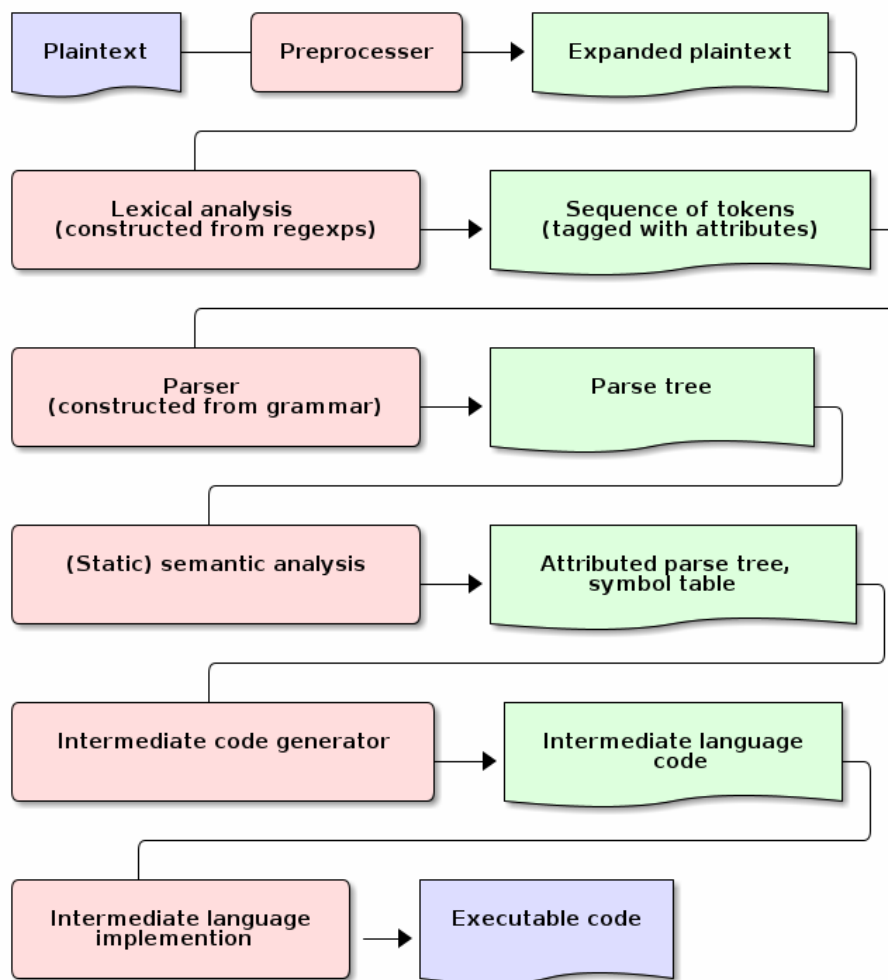 Plaintext
Preprocesser
Expanded plaintext
Lexical analysis
(constructed from regexps)
Sequence of tokens
(tagged with attributes)
Parser
(constructed from grammar)
Parse tree
(Static) semantic analysis
Attributed parse tree,
symbol table
Intermediate code generator
Intermediate language
code
Intermediate language
implemention
Executable code